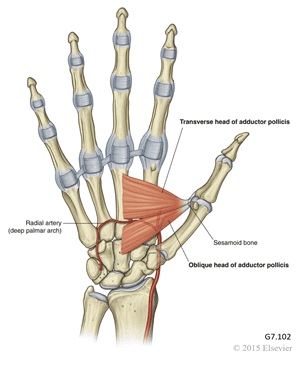 Transverse head of adductor pollicis
Radial artery
(deep palmar arch)
Sesamoid bone
Oblique head of adductor pollicis
G7.102
© 2015 Elsevier